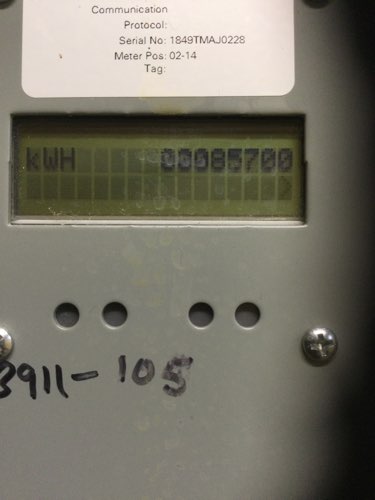 Communication
Protocol:
Serial No: 1849TMAJ0228
Meter Pos: 02-14
Tag:
kWH 00085700
3911-105